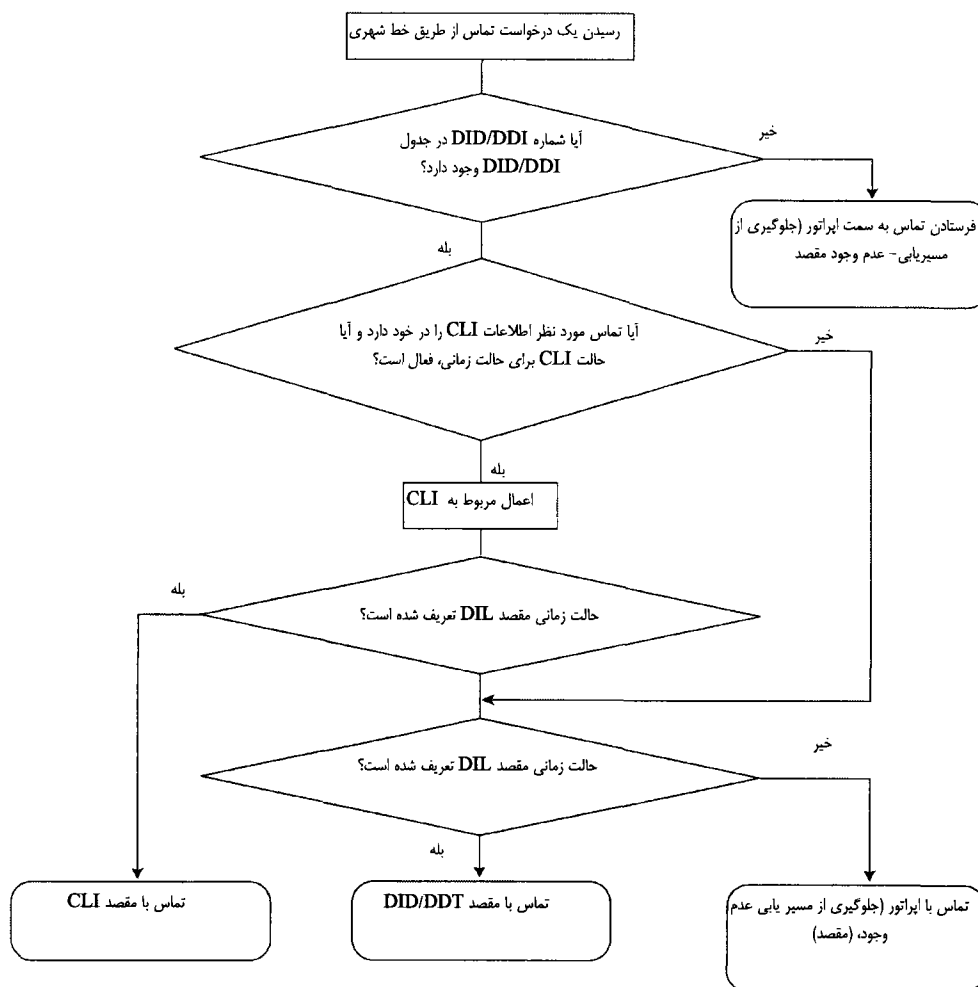 رسیدن یک درخواست تماس از طریق خط شهری
آیا شماره DID/DDI در جدول
DID/DDI وجود دارد؟
خیر
فرستادن تماس به سمت اپراتور (جلوگیری از
مسیریابی- عدم وجود مقصد
بله
آیا تماس مورد نظر اطلاعات CLI را در خود دارد و آیا
حالت CLI برای حالت زمانی، فعال است؟
خیر
بله
اعمال مربوط به CLI
بله
حالت زمانی مقصد DIL تعریف شده است؟
حالت زمانی مقصد DIL تعریف شده است؟
خیر
بله
تماس با مقصد CLI
تماس با مقصد DID/DDT
تماس با اپراتور (جلوگیری از مسیر یابی عدم
وجود، (مقصد)